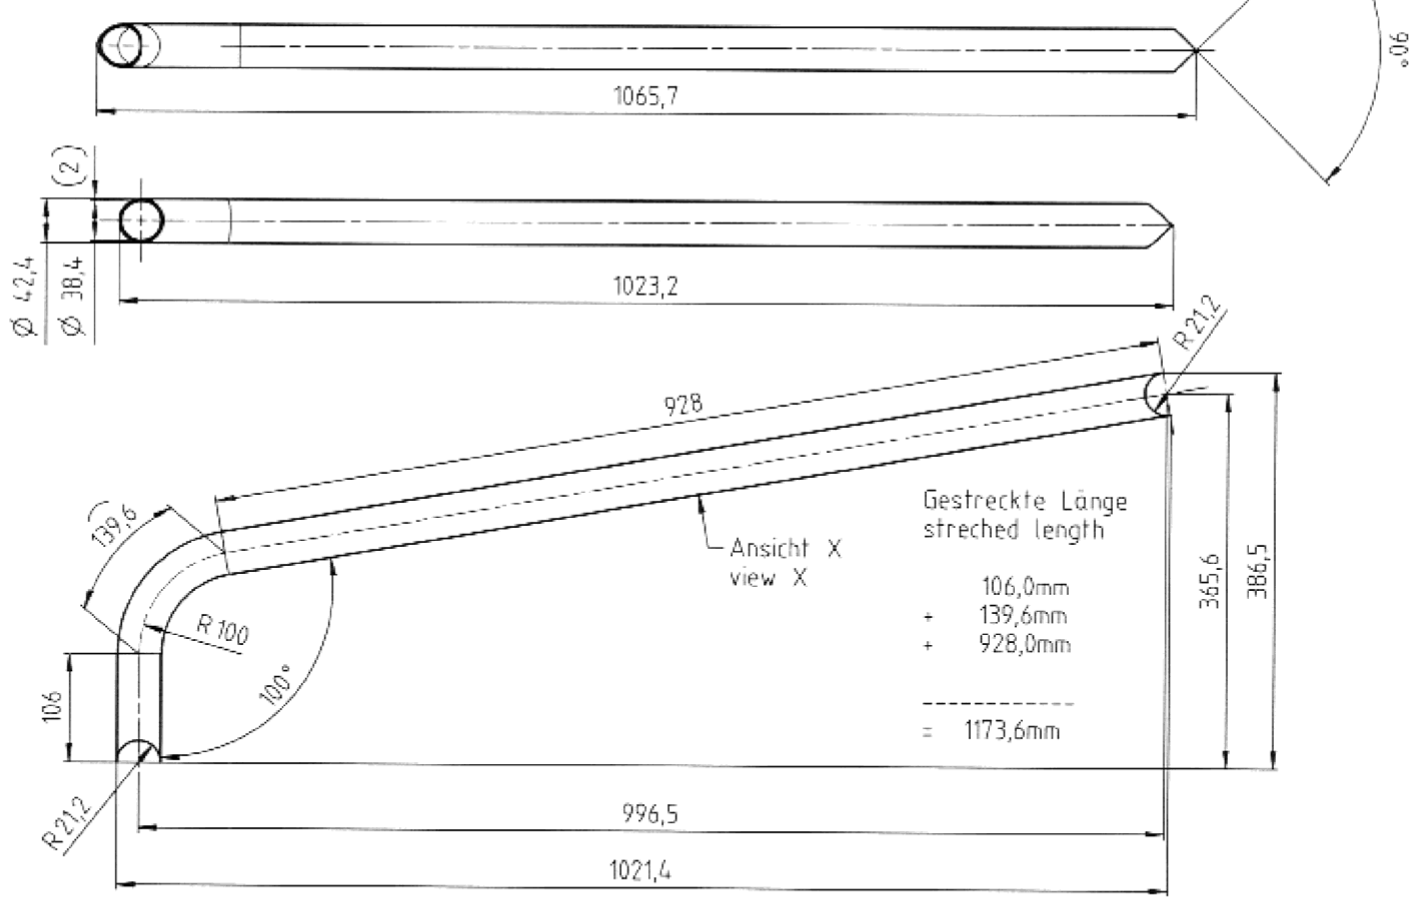 90°
1065,7
(2)
Ø 42,4
Ø 38,4
1023,2
R21,2
928
139,6
Gestreckte Länge
streched length
Ansicht X
view X
106,0mm
+ 139,6mm
+ 928,0mm
--------------
= 1173,6mm
365,6
386,5
R100
100°
106
R21,2
996,5
1021,4